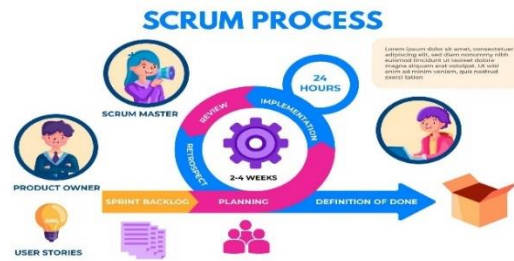 SCRUM PROCESS
Lorem ipsum dolor sit amet, consectetuer
adipiscing elit, sed diam nonummy nibh
euismod tincidunt ut laoreet dolore
magna aliquam erat volutpat. Ut wisi
enim ad minim veniam, quis nostrud
exerci tation
24
HOURS
SCRUM MASTER
REVIEW
IMPLEMENTATION
RETROSPECT
2-4 WEEKS
PRODUCT OWNER
SPRINT BACKLOG
PLANNING
DEFINITION OF DONE
USER STORIES